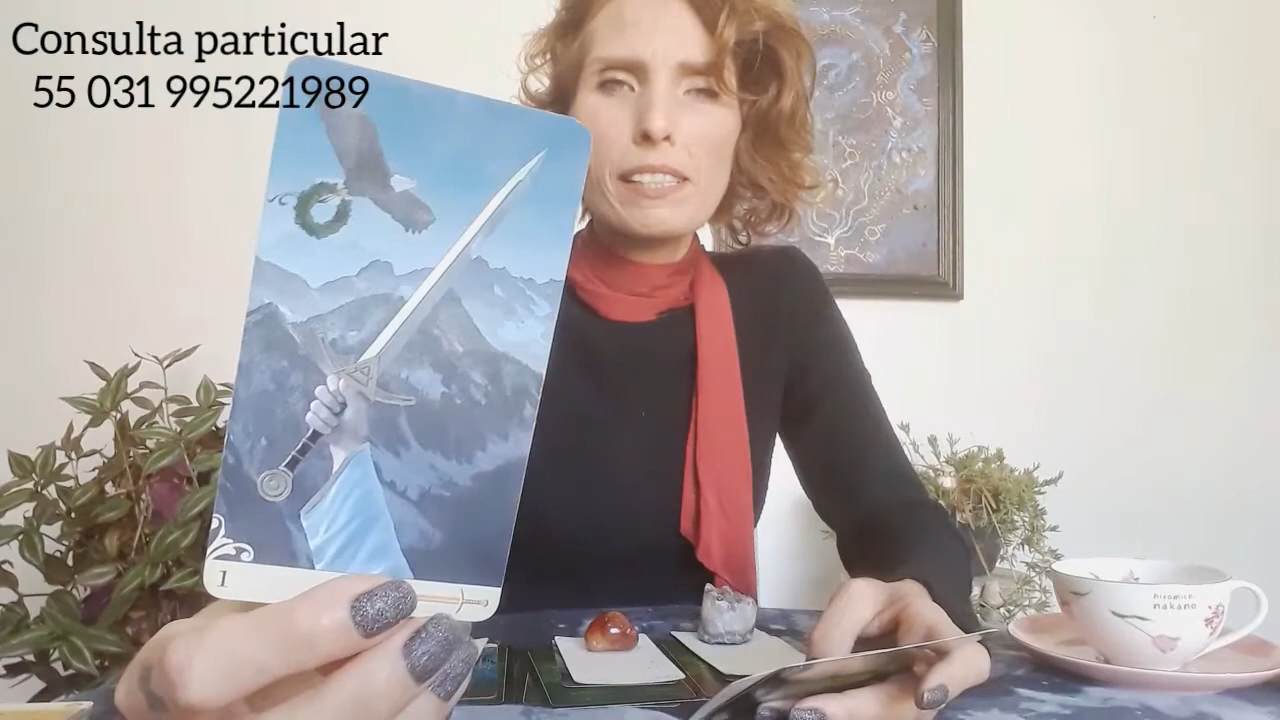 Consulta particular
55 031 995221989
1
hiromichi
nakano